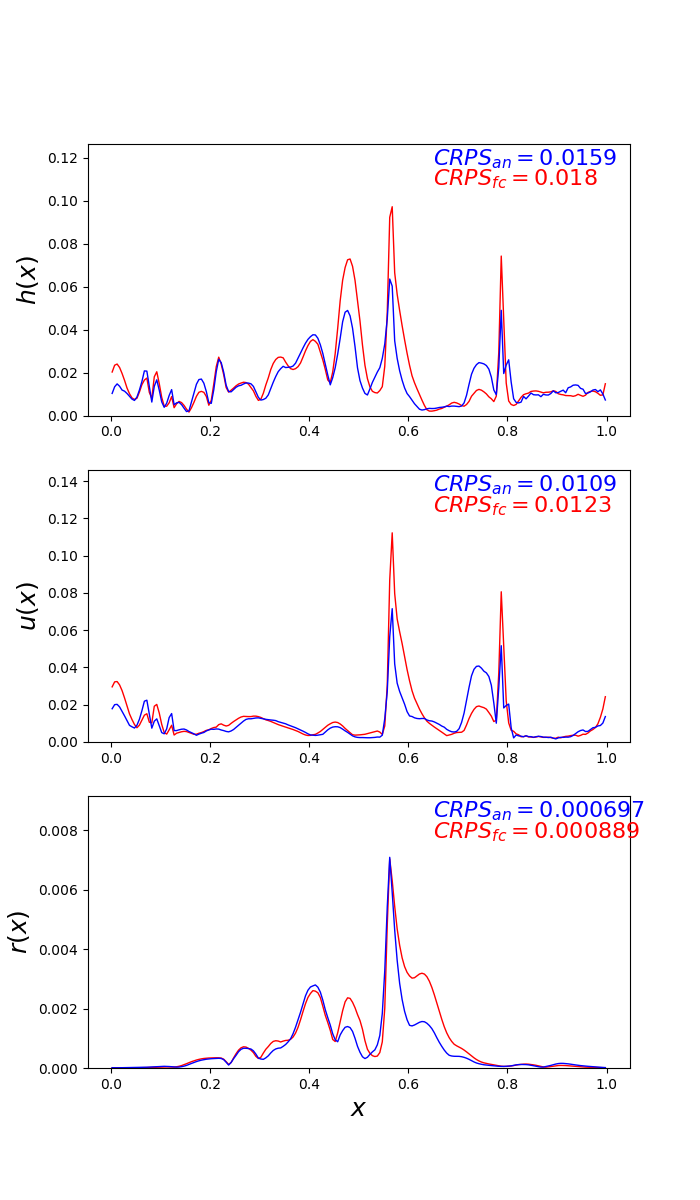 CRPS_an = 0.0159
CRPS_fc = 0.018
0.12
0.10
0.08
0.06
0.04
0.02
0.00
h(x)
0.0 0.2 0.4 0.6 0.8 1.0
CRPS_an = 0.0109
CRPS_fc = 0.0123
0.14
0.12
0.10
0.08
0.06
0.04
0.02
0.00
u(x)
0.0 0.2 0.4 0.6 0.8 1.0
CRPS_an = 0.000697
CRPS_fc = 0.000889
0.008
0.006
0.004
0.002
0.000
r(x)
0.0 0.2 0.4 0.6 0.8 1.0
x